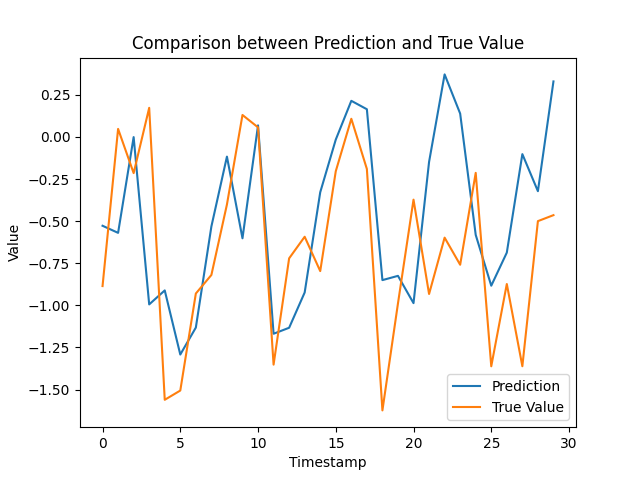 Comparison between Prediction and True Value
0.25
0.00
−0.25
−0.50
−0.75
−1.00
−1.25
−1.50
Value
0 5 10 15 20 25 30
Timestamp
Prediction
True Value